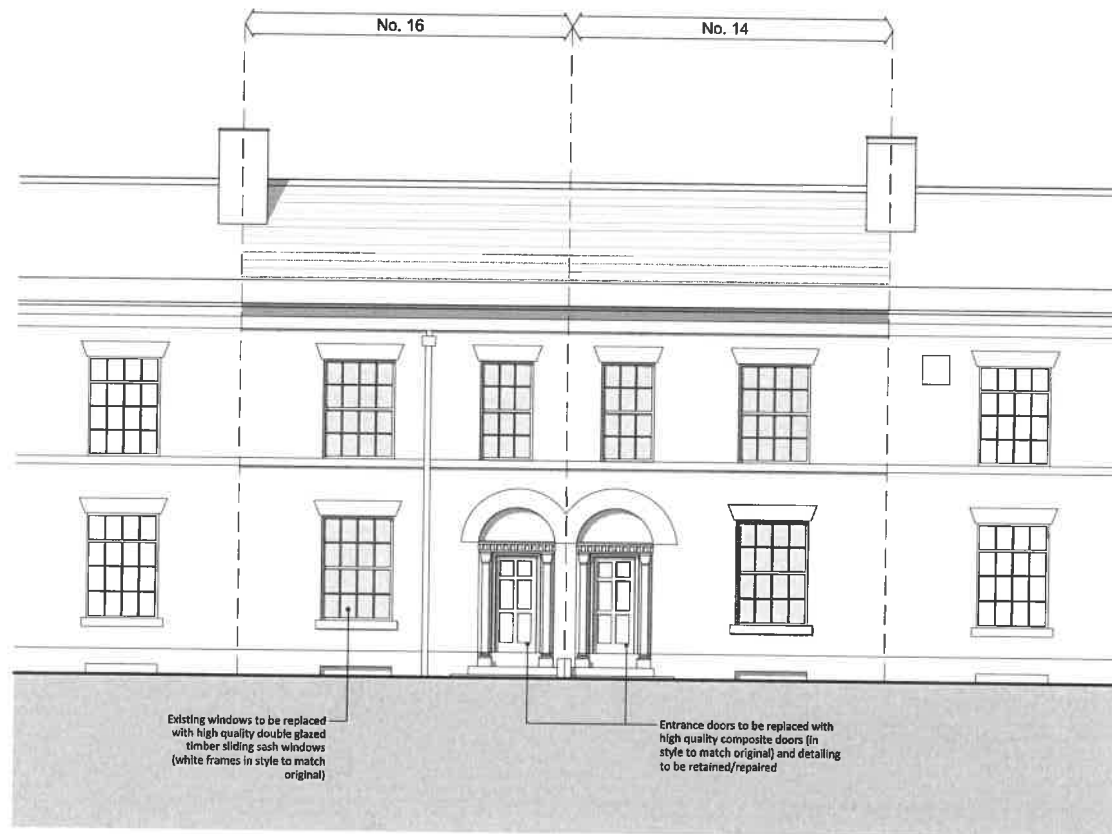 No. 16
No. 14
Existing windows to be replaced
with high quality double glazed
timber sliding sash windows
(white frames in style to match
original)
Entrance doors to be replaced with
high quality composite doors (in
style to match original) and detailing
to be retained/repaired